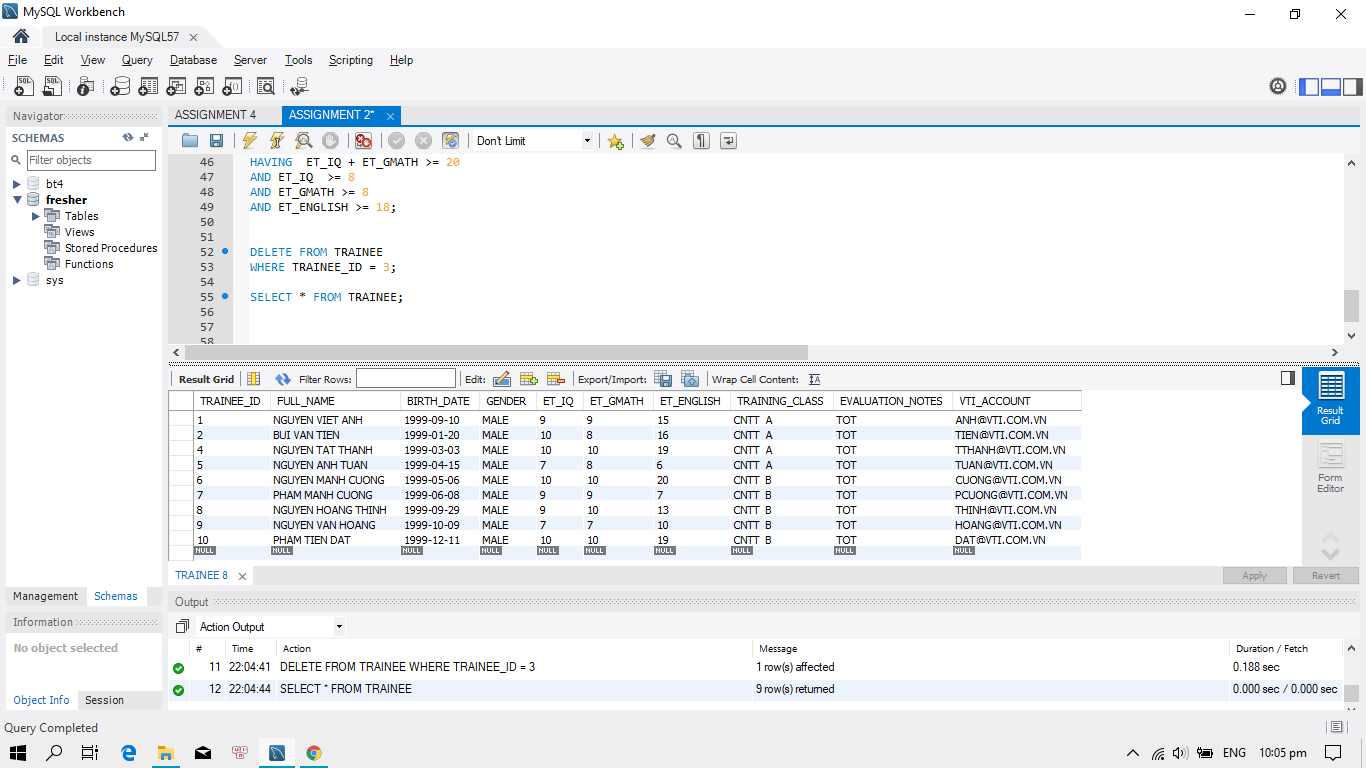 MySQL Workbench
Local instance MySQL57
File Edit View Query Database Server Tools Scripting Help
Navigator
SCHEMAS
Filter objects
bt4
fresher
Tables
Views
Stored Procedures
Functions
sys
Management Schemas
Information
No object selected
Object Info Session
ASSIGNMENT 4 ASSIGNMENT 2*
Don't Limit
46 HAVING ET_IQ + ET_GMATH >= 20
47 AND ET_IQ >= 8
48 AND ET_GMATH >= 8
49 AND ET_ENGLISH >= 18;
50
51
52 DELETE FROM TRAINEE
53 WHERE TRAINEE_ID = 3;
54
55 SELECT * FROM TRAINEE;
56
57
58
Result Grid Filter Rows: Edit: Export/Import: Wrap Cell Content: IA
TRAINEE_ID FULL_NAME BIRTH_DATE GENDER ET_IQ ET_GMATH ET_ENGLISH TRAINING_CLASS EVALUATION_NOTES VTI_ACCOUNT
1 NGUYEN VIET ANH 1999-09-10 MALE 9 9 15 CNTT A TOT ANH@VTI.COM.VN
2 BUI VAN TIEN 1999-01-20 MALE 10 8 16 CNTT A TOT TIEN@VTI.COM.VN
4 NGUYEN TAT THANH 1999-03-03 MALE 10 10 19 CNTT A TOT TTHANH@VTI.COM.VN
5 NGUYEN ANH TUAN 1999-04-15 MALE 7 8 6 CNTT A TOT TUAN@VTI.COM.VN
6 NGUYEN MANH CUONG 1999-05-06 MALE 10 10 20 CNTT B TOT CUONG@VTI.COM.VN
7 PHAM MANH CUONG 1999-06-08 MALE 9 9 7 CNTT B TOT PCUONG@VTI.COM.VN
8 NGUYEN HOANG THINH 1999-09-29 MALE 9 10 13 CNTT B TOT THINH@VTI.COM.VN
9 NGUYEN VAN HOANG 1999-10-09 MALE 7 7 10 CNTT B TOT HOANG@VTI.COM.VN
10 PHAM TIEN DAT 1999-12-11 MALE 10 10 19 CNTT B TOT DAT@VTI.COM.VN
NULL NULL NULL NULL NULL NULL NULL NULL NULL NULL
Result
Grid
Form
Editor
TRAINEE 8
Apply Revert
Output
Action Output
# Time Action Message Duration / Fetch
11 22:04:41 DELETE FROM TRAINEE WHERE TRAINEE_ID = 3 1 row(s) affected 0.188 sec
12 22:04:44 SELECT * FROM TRAINEE 9 row(s) returned 0.000 sec / 0.000 sec
Query Completed
ENG 10:05 pm